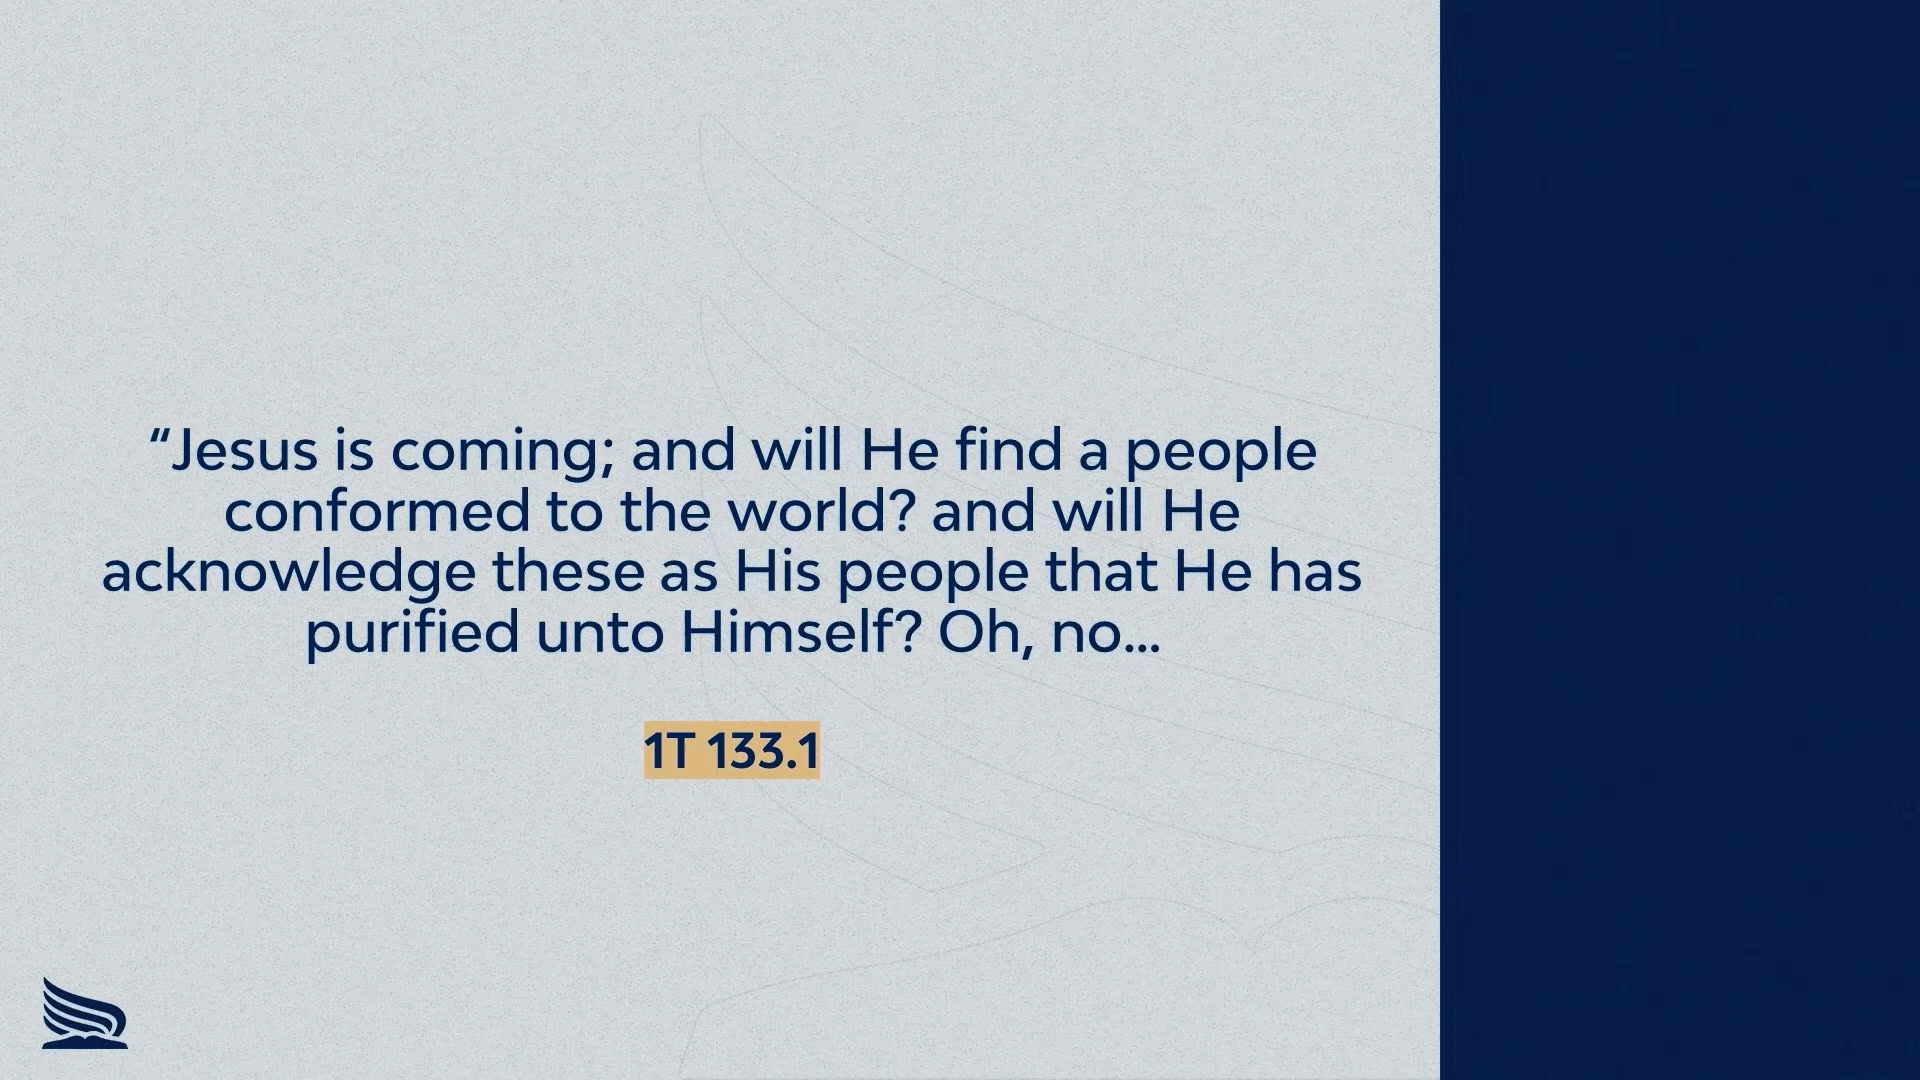 “Jesus is coming; and will He find a people
conformed to the world? and will He
acknowledge these as His people that He has
purified unto Himself? Oh, no...
1T 133.1